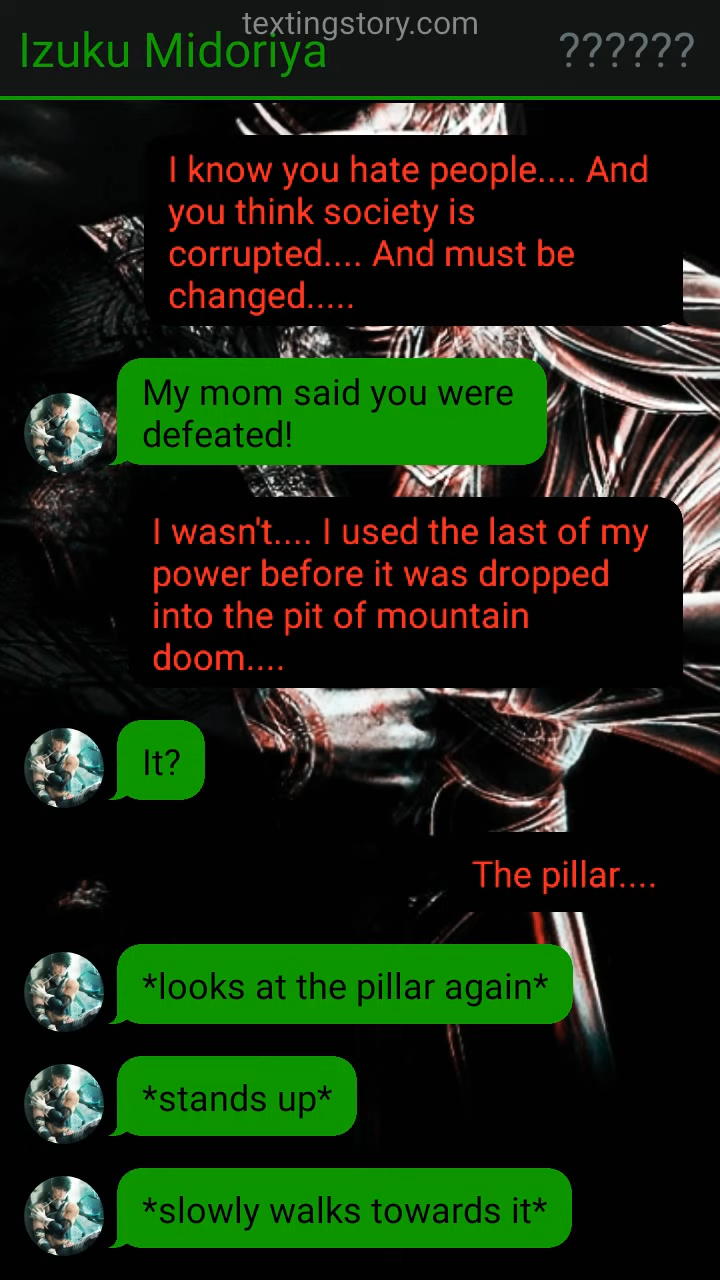 textingstory.com
Izuku Midoriya ??????
I know you hate people.... And
you think society is
corrupted.... And must be
changed.....
My mom said you were
defeated!
I wasn't.... I used the last of my
power before it was dropped
into the pit of mountain
doom....
It?
The pillar....
*looks at the pillar again*
*stands up*
*slowly walks towards it*